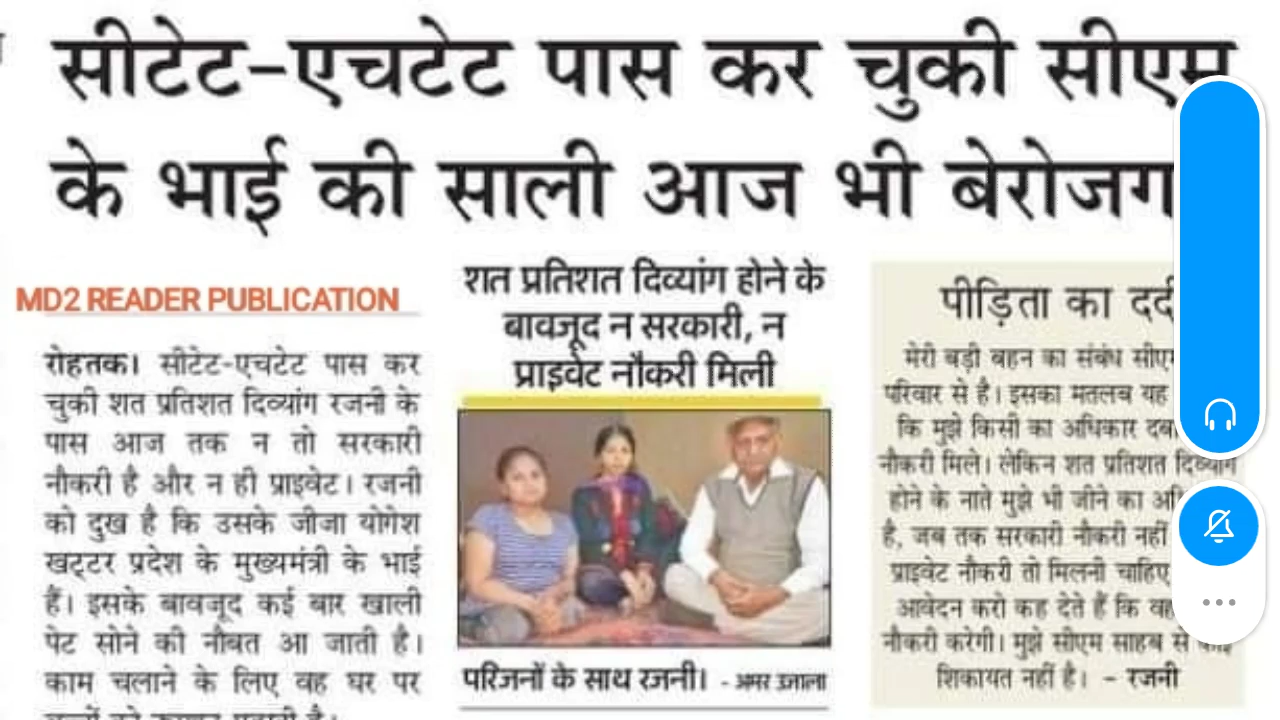 सीटेट-एचटेट पास कर चुकी सीएम
के भाई की साली आज भी बेरोजग
MD2 READER PUBLICATION
रोहतक। सीटेट-एचटेट पास कर
चुकी शत प्रतिशत दिव्यांग रजनी के
पास आज तक न तो सरकारी
नौकरी है और न ही प्राइवेट। रजनी
को दुख है कि उसके जीजा योगेश
खट्टर प्रदेश के मुख्यमंत्री के भाई
हैं। इसके बावजूद कई बार खाली
पेट सोने की नौबत आ जाती है।
काम चलाने के लिए वह घर पर
शत प्रतिशत दिव्यांग होने के
बावजूद न सरकारी, न
प्राइवेट नौकरी मिली
परिजनों के साथ रजनी। - अमर उजाला
पीड़िता का दर्द
मेरी बड़ी बहन का संबंध सीएम
परिवार से है। इसका मतलब यह
कि मुझे किसी का अधिकार
नौकरी मिले। लेकिन शत प्रतिशत दिव्यांग
होने के नाते मुझे भी जीने का
है, जब तक सरकारी नौकरी नहीं
प्राइवेट नौकरी तो मिलनी चाहिए
आवेदन करो कह देते हैं कि
नौकरी करेगी। मुझे सीएम साहब से
शिकायत नहीं है। - रजनी